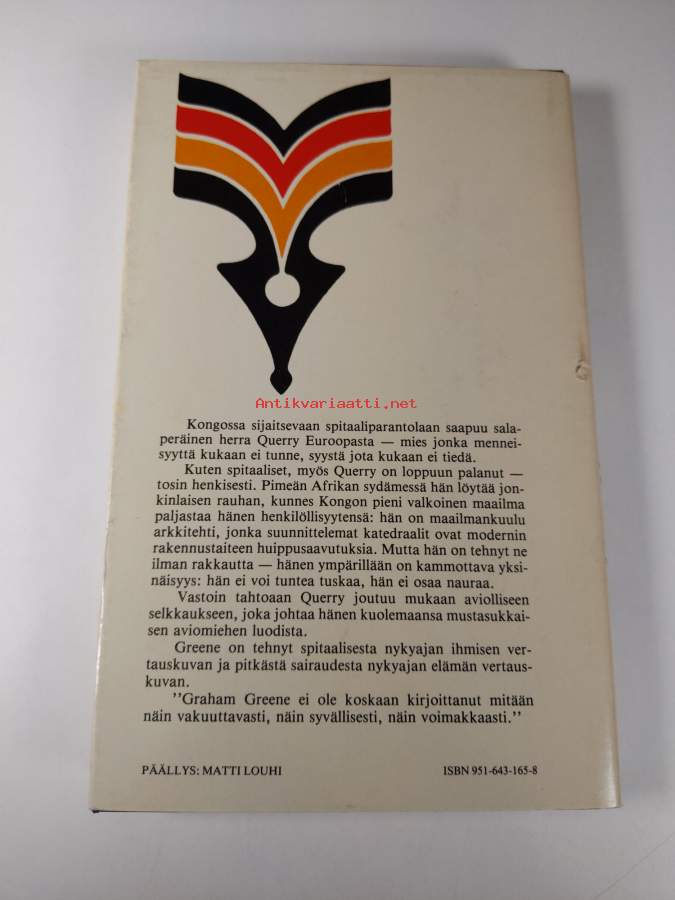 Antikvariaatti.net
Kongossa sijaitsevaan spitaaliparantolaan saapuu sala-
peräinen herra Querry Euroopasta — mies jonka mennei-
syyttä kukaan ei tunne, syystä jota kukaan ei tiedä.
Kuten spitaaliset, myös Querry on loppuun palanut —
tosin henkisesti. Pimeän Afrikan sydämessä hän löytää jon-
kinlaisen rauhan, kunnes Kongon pieni valkoinen maailma
paljastaa hänen henkilöllisyytensä: hän on maailmankuulu
arkkitehti, jonka suunnittelemat katedraalit ovat modernin
rakennustaiteen huippusaavutuksia. Mutta hän on tehnyt ne
ilman rakkautta — hänen ympärillään on kammottava yksi-
näisyys: hän ei voi tuntea tuskaa, hän ei osaa nauraa.
Vastoin tahtoaan Querry joutuu mukaan aviolliseen
selkkaukseen, joka johtaa hänen kuolemaansa mustasukkai-
sen aviomiehen luodista.
Greene on tehnyt spitaalisesta nykyajan ihmisen ver-
tauskuvan ja pitkästä sairaudesta nykyajan elämän vertaus-
kuvan.
"Graham Greene ei ole koskaan kirjoittanut mitään
näin vakuuttavasti, näin syvällisesti, näin voimakkaasti."
PÄÄLLYS: MATTI LOUHI
ISBN 951-643-165-8